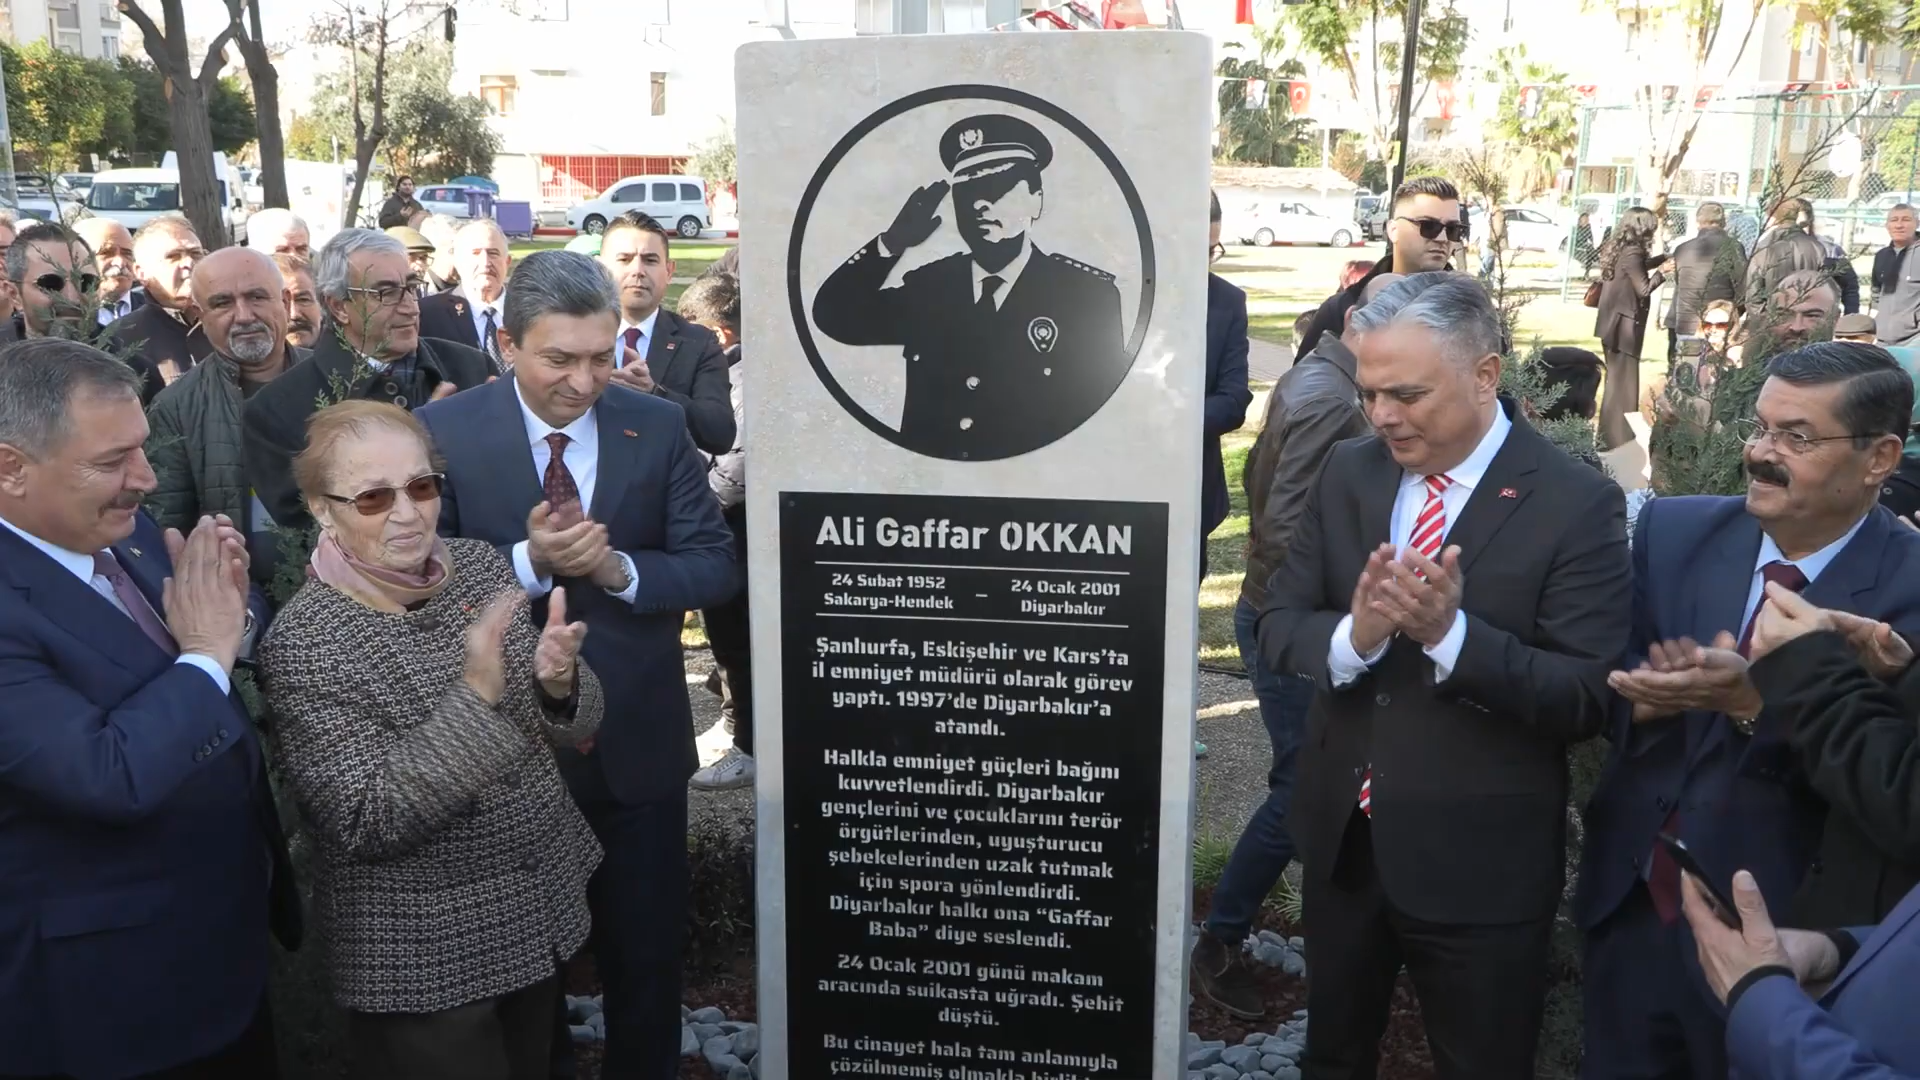 Ali Gaffar OKKAN
24 Şubat 1952
Sakarya-Hendek
–
24 Ocak 2001
Diyarbakır
Şanlıurfa, Eskişehir ve Kars’ta
il emniyet müdürü olarak görev
yaptı. 1997’de Diyarbakır’a
atandı.
Halkla emniyet güçleri bağını
kuvvetlendirdi. Diyarbakır
gençlerini ve çocuklarını terör
örgütlerinden, uyuşturucu
şebekelerinden uzak tutmak
için spora yönlendirdi.
Diyarbakır halkı ona “Gaffar
Baba” diye seslendi.
24 Ocak 2001 günü makam
aracında suikasta uğradı. Şehit
düştü.
Bu cinayet hala tam anlamıyla
çözülmemiş olmakla birlikte